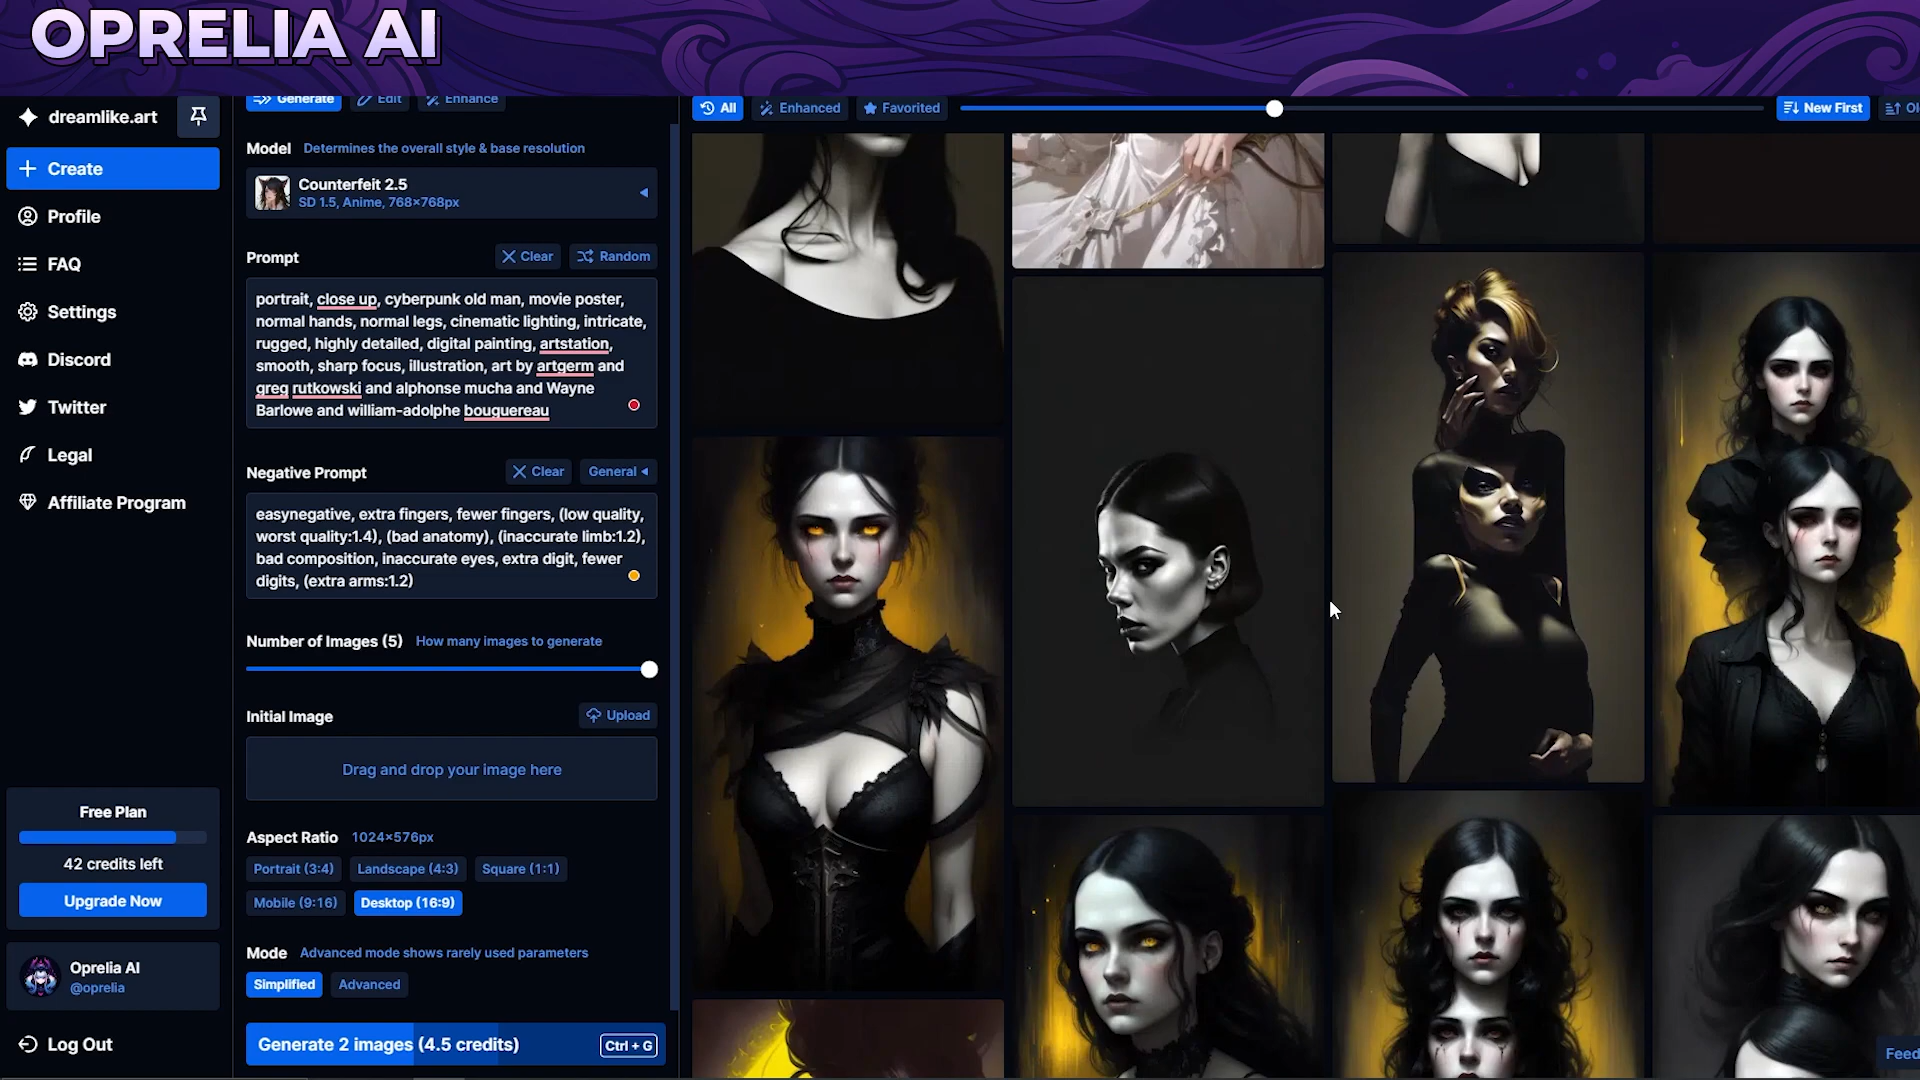 OPRELIA AI
dreamlike.art
Create
Profile
FAQ
Settings
Discord
Twitter
Legal
Affiliate Program
Free Plan
42 credits left
Upgrade Now
Oprelia AI
@oprelia
Log Out
Generate
Edit
Enhance
Model Determines the overall style & base resolution
Counterfeit 2.5
SD 1.5, Anime, 768×768px
Prompt
Clear
Random
portrait, close up, cyberpunk old man, movie poster,
normal hands, normal legs, cinematic lighting, intricate,
rugged, highly detailed, digital painting, artstation,
smooth, sharp focus, illustration, art by artgerm and
greg rutkowski and alphonse mucha and Wayne
Barlowe and william-adolphe bouguereau
Negative Prompt
Clear
General
easynegative, extra fingers, fewer fingers, (low quality,
worst quality:1.4), (bad anatomy), (inaccurate limb:1.2),
bad composition, inaccurate eyes, extra digit, fewer
digits, (extra arms:1.2)
Number of Images (5) How many images to generate
Initial Image
Upload
Drag and drop your image here
Aspect Ratio 1024×576px
Portrait (3:4)
Landscape (4:3)
Square (1:1)
Mobile (9:16)
Desktop (16:9)
Mode Advanced mode shows rarely used parameters
Simplified
Advanced
Generate 2 images (4.5 credits)
Ctrl + G
All
Enhanced
Favorited
New First
Ol
Feed